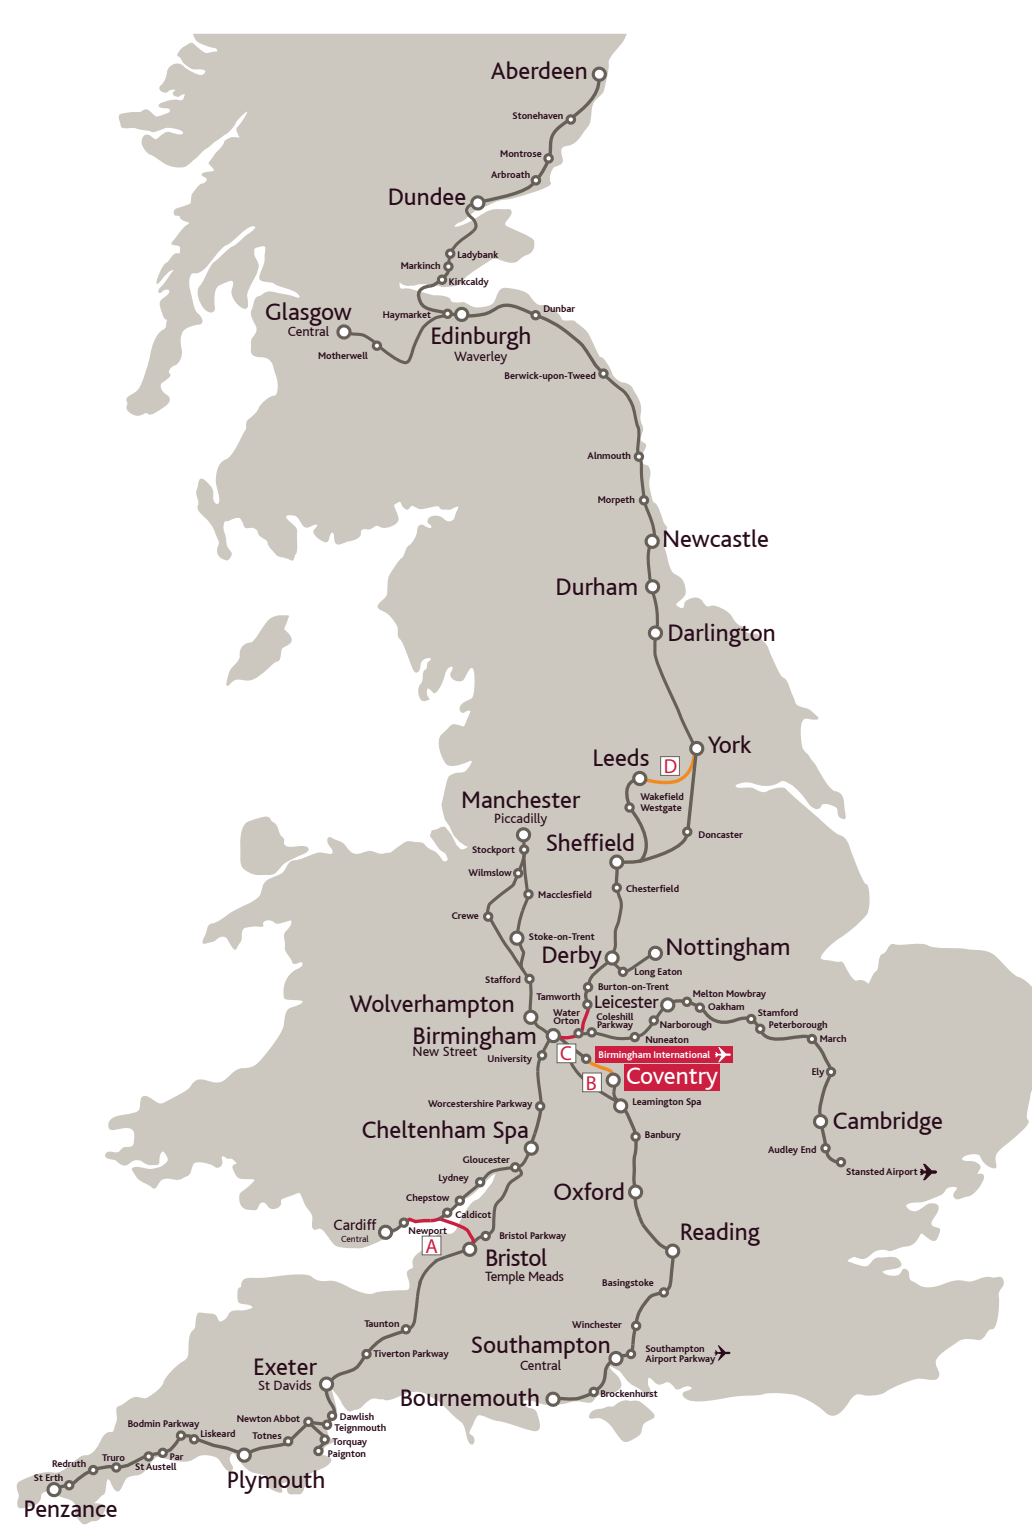 Aberdeen
Stonehaven
Montrose
Arbroath
Dundee
Ladybank
Markinch
Kirkcaldy
Glasgow
Central
Haymarket
Dunbar
Edinburgh
Waverley
Motherwell
Berwick-upon-Tweed
Alnmouth
Morpeth
Newcastle
Durham
Darlington
York
Leeds
D
Wakefield
Westgate
Manchester
Piccadilly
Doncaster
Sheffield
Stockport
Wilmslow
Chesterfield
Macclesfield
Crewe
Stoke-on-Trent
Nottingham
Derby
Long Eaton
Stafford
Burton-on-Trent
Tamworth
Leicester
Melton Mowbray
Oakham
Wolverhampton
Water
Orton
Coleshill
Parkway
Stamford
Narborough
Peterborough
Birmingham
New Street
Nuneaton
March
C
Birmingham International
University
Ely
B
Coventry
Worcestershire Parkway
Leamington Spa
Cheltenham Spa
Banbury
Cambridge
Audley End
Gloucester
Stansted Airport
Lydney
Oxford
Chepstow
Caldicot
Cardiff
Central
Newport
A
Bristol Parkway
Reading
Bristol
Temple Meads
Basingstoke
Taunton
Winchester
Southampton
Central
Southampton
Airport Parkway
Tiverton Parkway
Exeter
St Davids
Bournemouth
Brockenhurst
Newton Abbot
Dawlish
Teignmouth
Bodmin Parkway
Liskeard
Totnes
Torquay
Paignton
Redruth
Truro
Par
St Austell
St Erth
Plymouth
Penzance